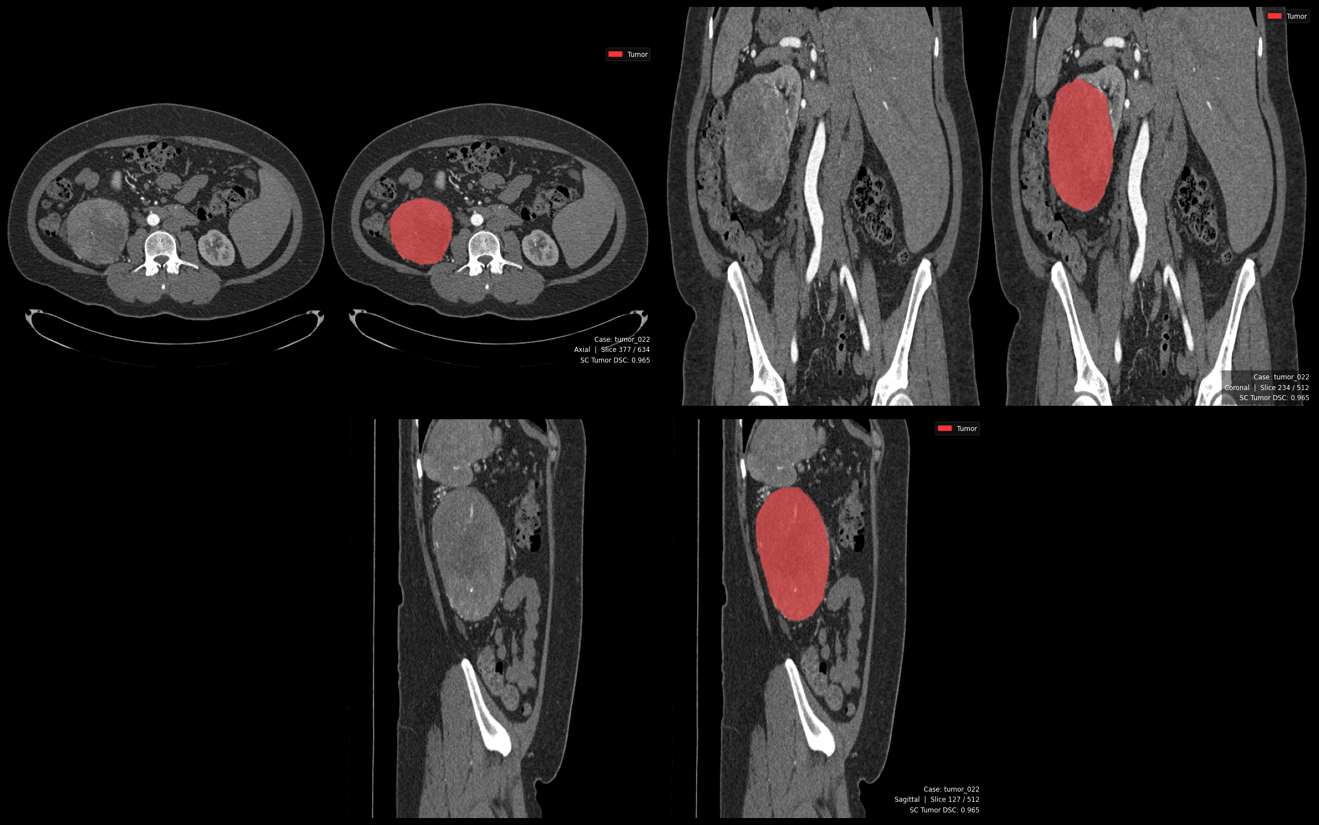 Tumor
Case: tumor_022
Axial | Slice 377 / 634
SC Tumor DSC: 0.965
Tumor
Case: tumor_022
Coronal | Slice 234 / 512
SC Tumor DSC: 0.965
Tumor
Case: tumor_022
Sagittal | Slice 127 / 512
SC Tumor DSC: 0.965